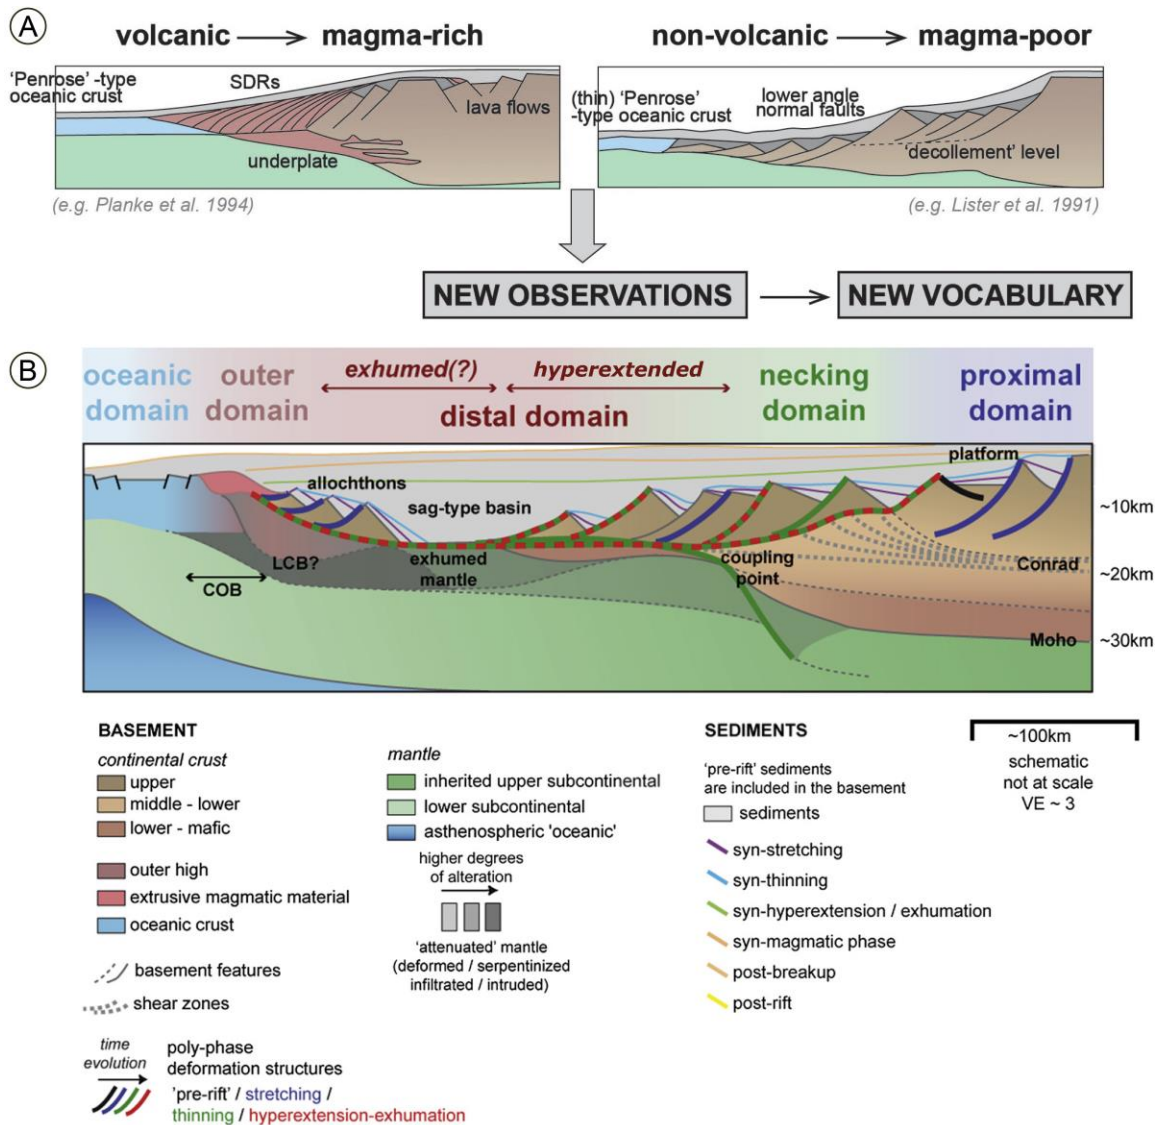 A
volcanic → magma-rich
non-volcanic → magma-poor
'Penrose' -type
oceanic crust
SDRs
lava flows
underplate
(thin) 'Penrose'
-type oceanic crust
lower angle
normal faults
'decollement' level
(e.g. Planke et al. 1994)
(e.g. Lister et al. 1991)
NEW OBSERVATIONS → NEW VOCABULARY
B
oceanic
domain
outer
domain
exhumed(?)
hyperextended
distal domain
necking
domain
proximal
domain
platform
allochthons
sag-type basin
LCB?
exhumed
mantle
coupling
point
COB
Conrad
Moho
~10km
~20km
~30km
BASEMENT
continental crust
upper
middle - lower
lower - mafic
outer high
extrusive magmatic material
oceanic crust
basement features
shear zones
time
evolution
poly-phase
deformation structures
'pre-rift' / stretching /
thinning / hyperextension-exhumation
mantle
inherited upper subcontinental
lower subcontinental
asthenospheric 'oceanic'
higher degrees
of alteration
'attenuated' mantle
(deformed / serpentinized
infiltrated / intruded)
SEDIMENTS
'pre-rift' sediments
are included in the basement
sediments
syn-stretching
syn-thinning
syn-hyperextension / exhumation
syn-magmatic phase
post-breakup
post-rift
~100km
schematic
not at scale
VE ~ 3